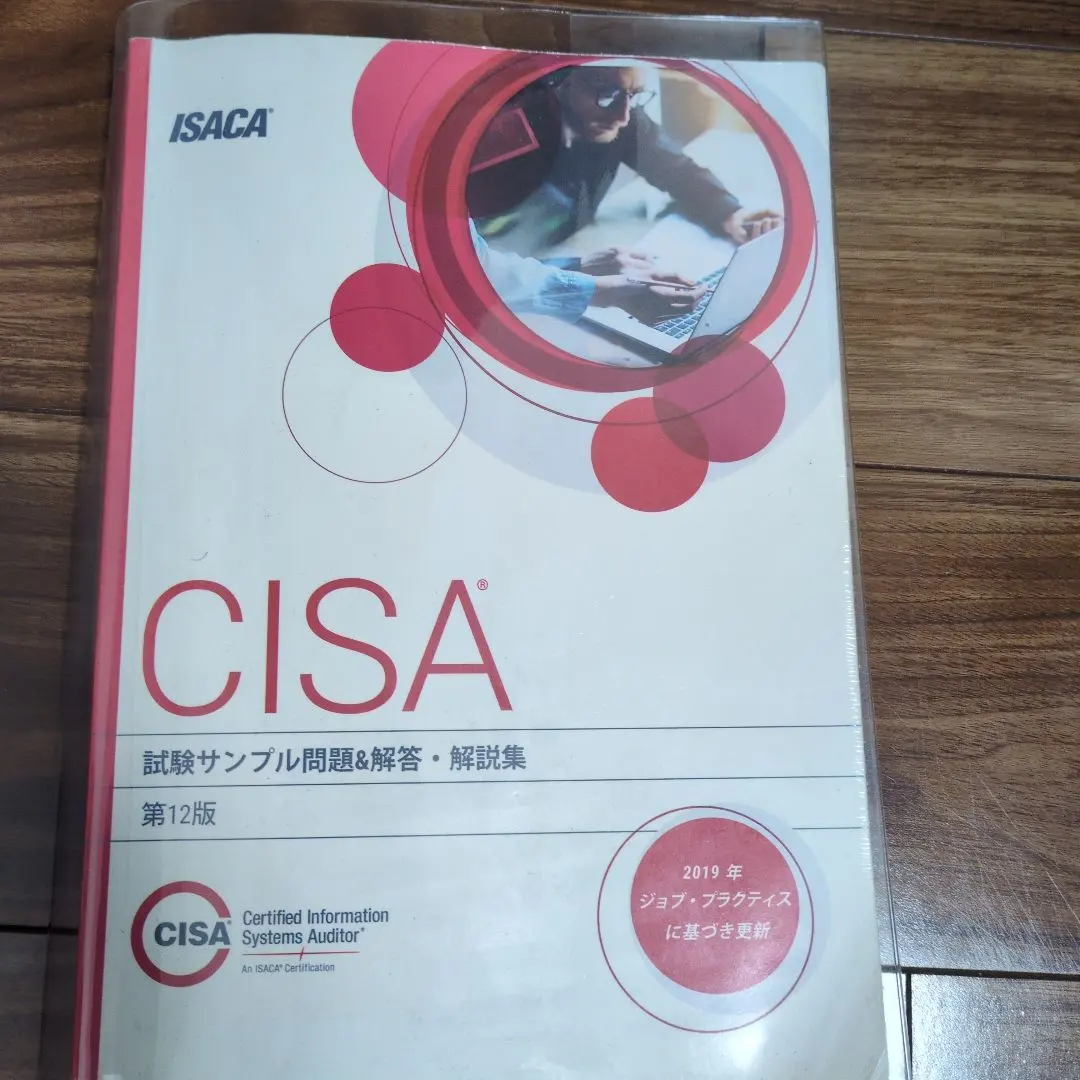 ISACA®
CISA®
試験サンプル問題&解答・解説集
第12版
CISA® Certified Information
Systems Auditor®
An ISACA® Certification
2019 年
ジョブ・プラクティス
に基づき更新